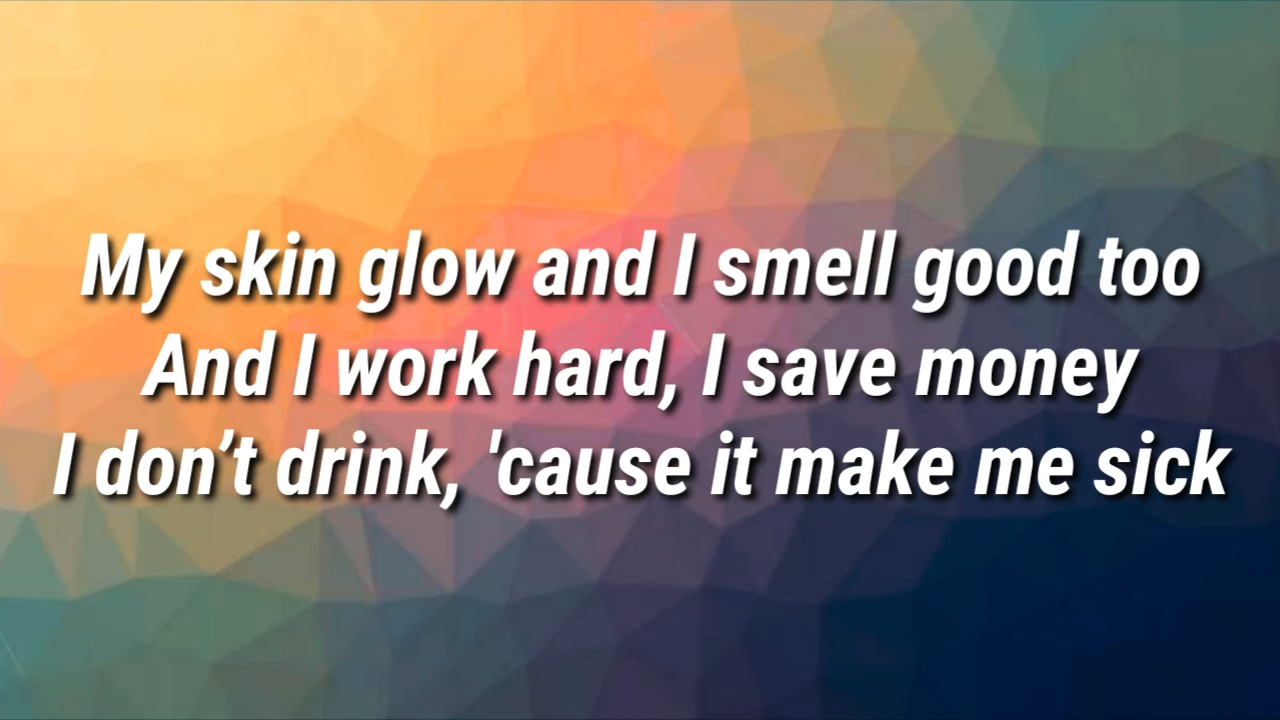 My skin glow and I smell good too
And I work hard, I save money
I don’t drink, 'cause it make me sick